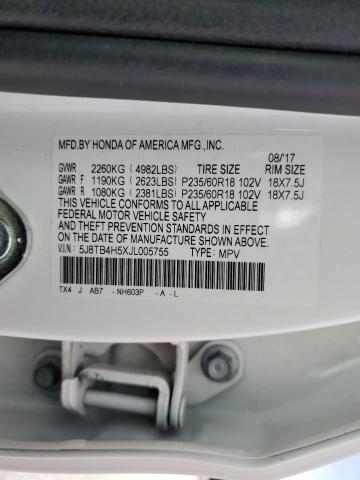 MFD.BY HONDA OF AMERICA MFG.,INC.
08/'17
GVWR 2260KG (4982LBS) TIRE SIZE RIM SIZE
GAWR F 1190KG (2623LBS) P235/60R18 102V 18X7.5J
GAWR R 1080KG (2381LBS) P235/60R18 102V 18X7.5J
THIS VEHICLE CONFORMS TO ALL APPLICABLE
FEDERAL MOTOR VEHICLE SAFETY, BUMPER,
AND THEFT PREVENTION STANDARDS IN EFFECT ON
THE DATE OF MANUFACTURE SHOWN ABOVE.
V.I.N: 5J8TB4H5XJL005755 TYPE: MPV
TX4 J AB7 -NH603P -A-L